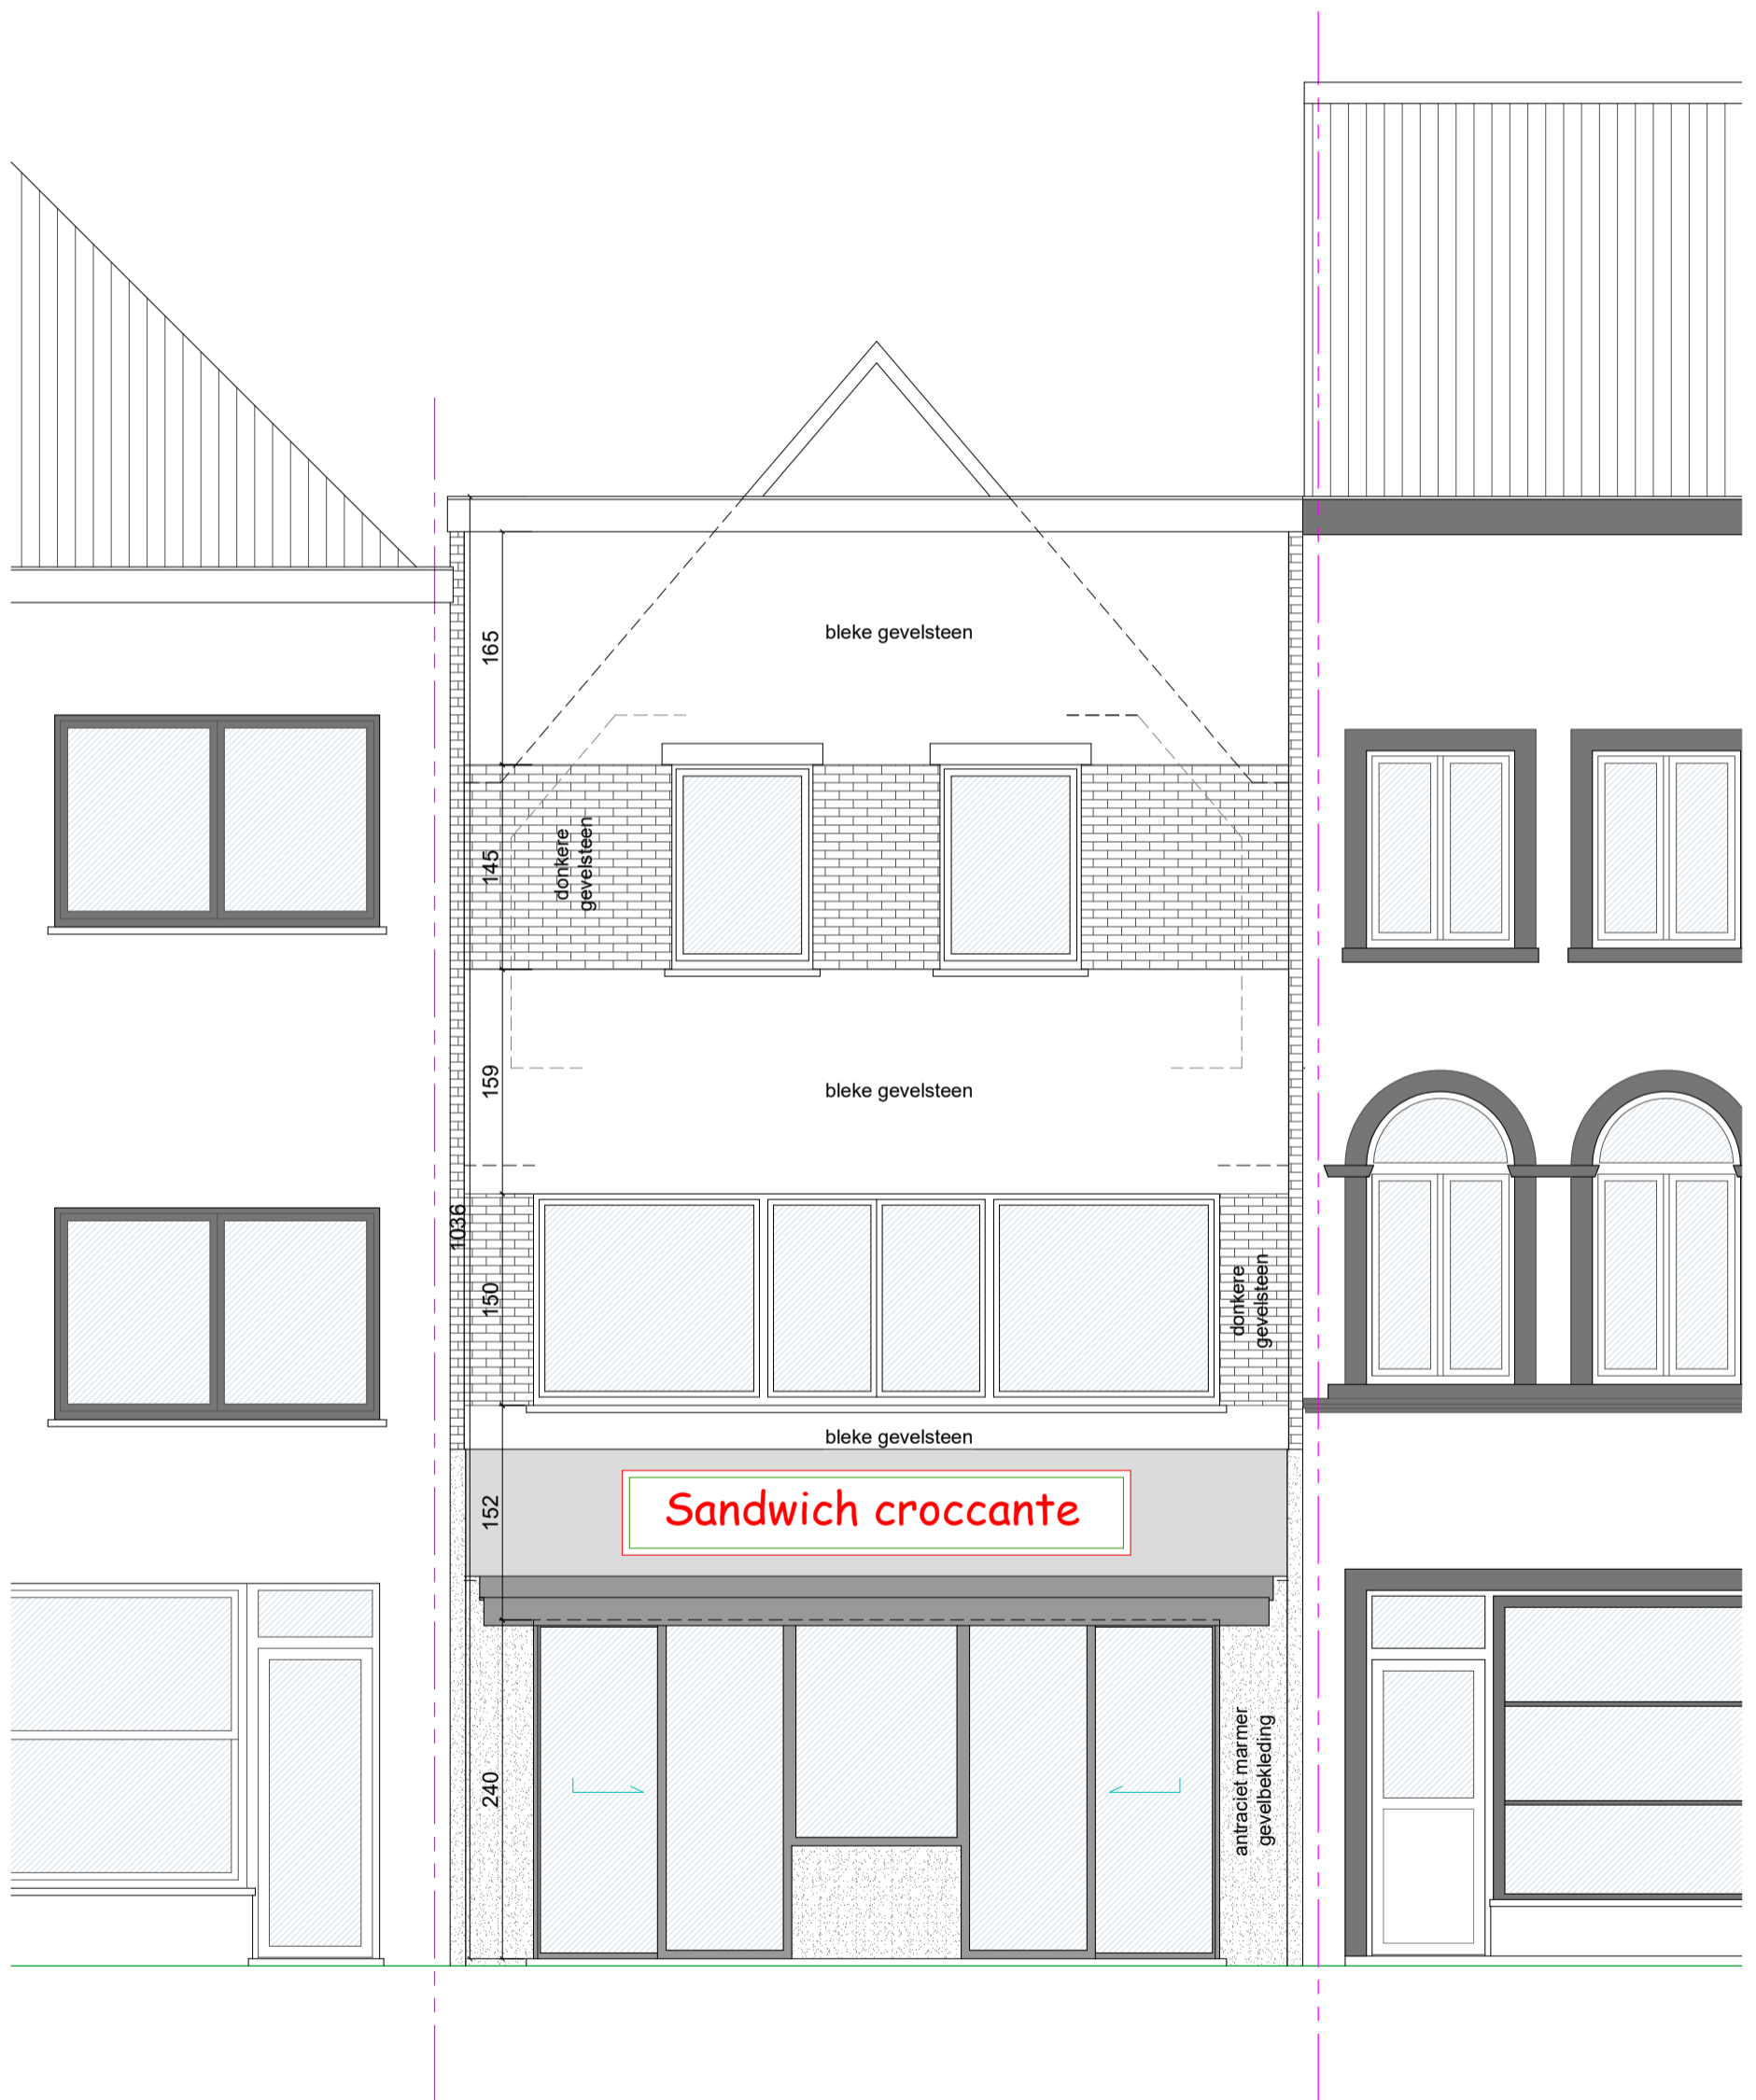 bleke gevelsteen
165
donkere
gevelsteen
145
159
bleke gevelsteen
1036
150
donkere
gevelsteen
bleke gevelsteen
Sandwich croccante
152
240
antraciet marmer
gevelbekleding